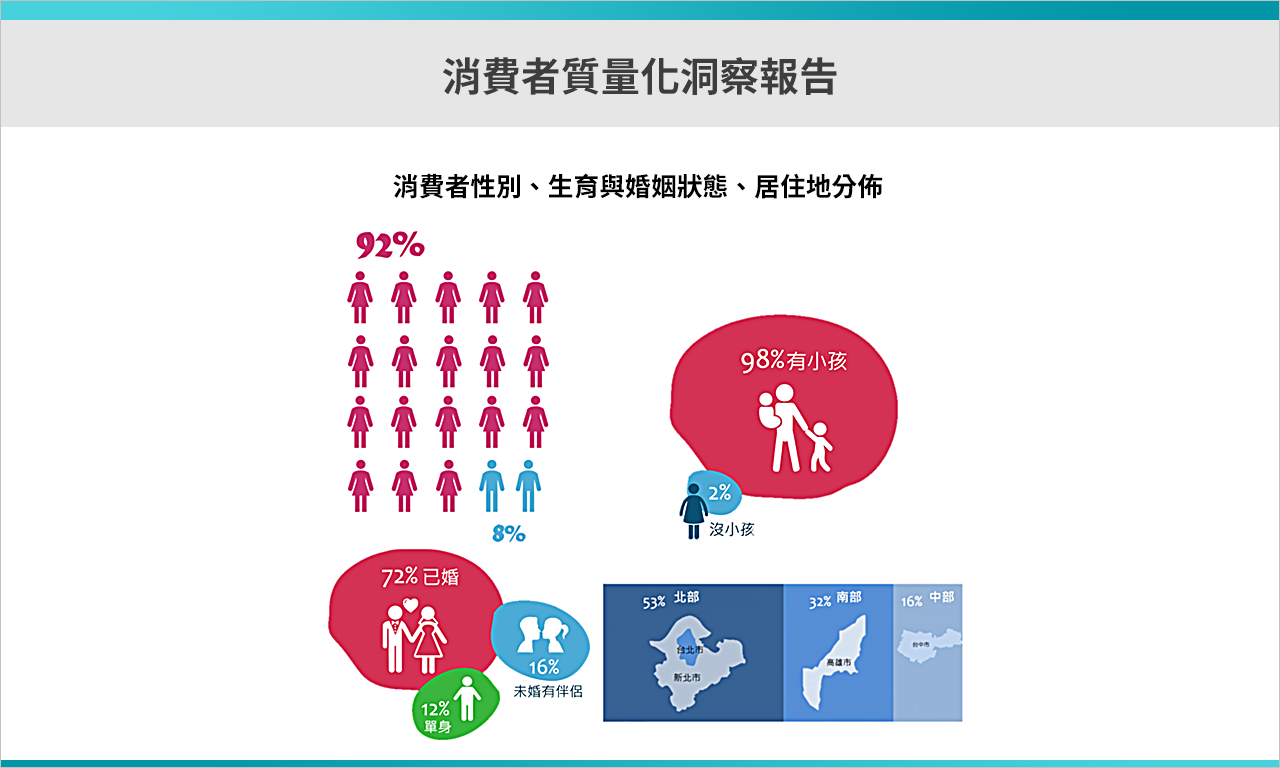 消費者質量化洞察報告
消費者性別、生育與婚姻狀態、居住地分佈
92%
8%
98%有小孩
2%
沒小孩
72% 已婚
16%
未婚有伴侶
12%
單身
53% 北部
台北市
新北市
32% 南部
高雄市
16% 中部
台中市